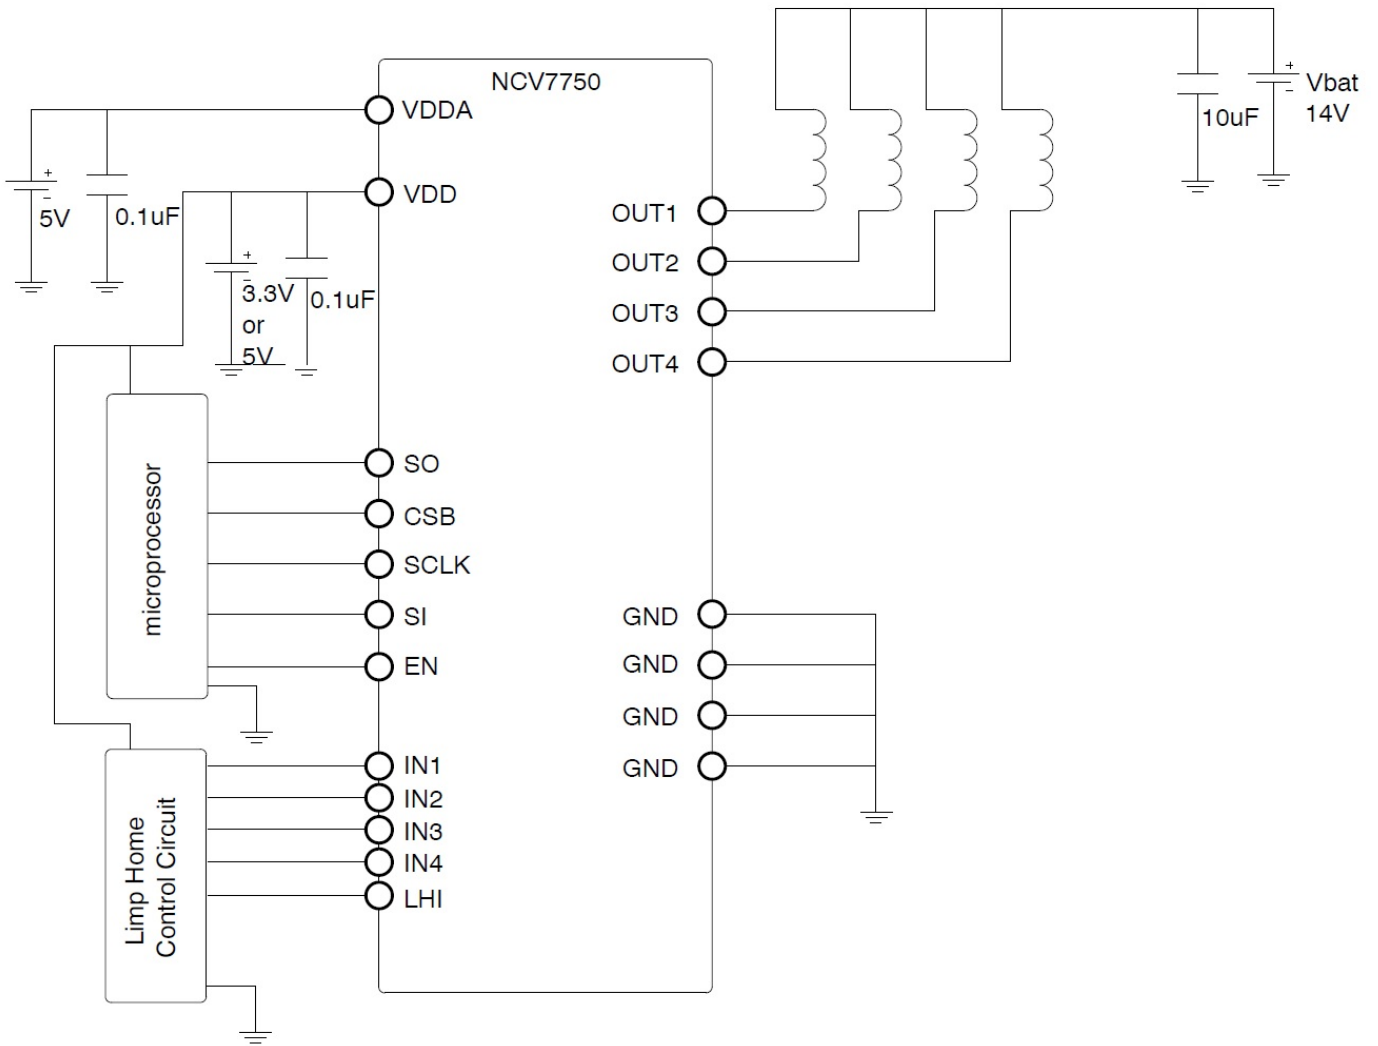 NCV7750
VDDA
VDD
5V
0.1uF
3.3V
or
5V
0.1uF
OUT1
OUT2
OUT3
OUT4
+
-
Vbat
14V
10uF
microprocessor
SO
CSB
SCLK
SI
EN
GND
GND
GND
GND
Limp Home
Control Circuit
IN1
IN2
IN3
IN4
LHI